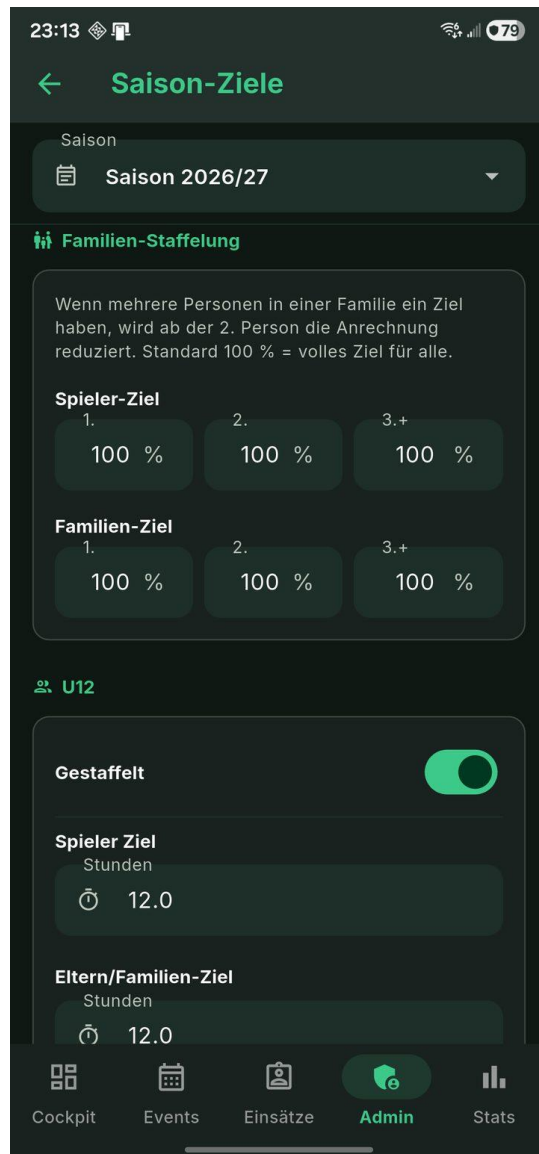 23:13
79
Saison-Ziele
Saison
Saison 2026/27
Familien-Staffelung
Wenn mehrere Personen in einer Familie ein Ziel
haben, wird ab der 2. Person die Anrechnung
reduziert. Standard 100 % = volles Ziel für alle.
Spieler-Ziel
1. 2. 3.+
100 % 100 % 100 %
Familien-Ziel
1. 2. 3.+
100 % 100 % 100 %
U12
Gestaffelt
Spieler Ziel
Stunden
12.0
Eltern/Familien-Ziel
Stunden
12.0
Cockpit Events Einsätze Admin Stats